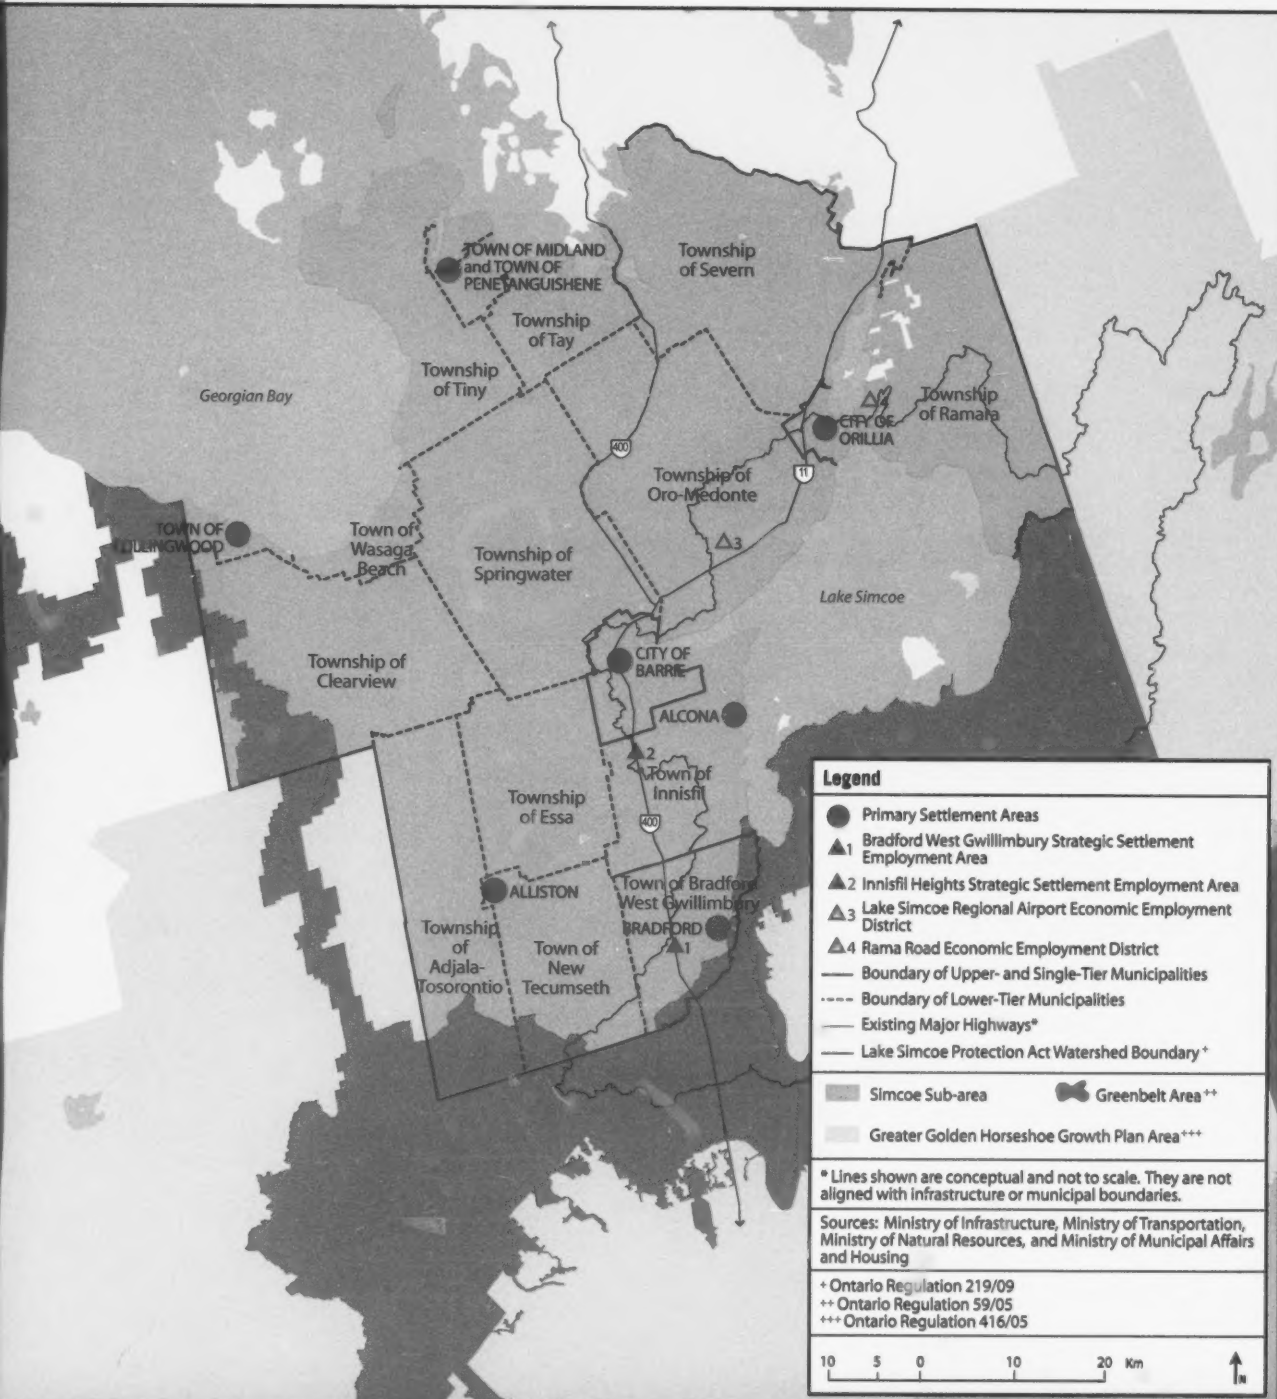 TOWN OF MIDLAND
and TOWN OF
PENETANGUISHENE
Township
of Severn
Township
of Tay
Township
of Tiny
Georgian Bay
4
Township
of Ramara
CITY OF
ORILLIA
400
11
Township of
Oro-Medonte
3
TOWN OF
COLLINGWOOD
Town of
Wasaga
Beach
Township of
Springwater
Lake Simcoe
Township of
Clearview
CITY OF
BARRIE
ALCONA
2
Town of
Innisfil
Township
of Essa
400
ALLISTON
Town of Bradford
West Gwillimbury
BRADFORD
1
Township
of
Adjala-
Tosorontio
Town of
New
Tecumseth
Legend
Primary Settlement Areas
1 Bradford West Gwillimbury Strategic Settlement
Employment Area
2 Innisfil Heights Strategic Settlement Employment Area
3 Lake Simcoe Regional Airport Economic Employment
District
4 Rama Road Economic Employment District
Boundary of Upper- and Single-Tier Municipalities
Boundary of Lower-Tier Municipalities
Existing Major Highways*
Lake Simcoe Protection Act Watershed Boundary +
Simcoe Sub-area
Greenbelt Area ++
Greater Golden Horseshoe Growth Plan Area +++
* Lines shown are conceptual and not to scale. They are not
aligned with infrastructure or municipal boundaries.
Sources: Ministry of Infrastructure, Ministry of Transportation,
Ministry of Natural Resources, and Ministry of Municipal Affairs
and Housing
+ Ontario Regulation 219/09
++ Ontario Regulation 59/05
+++ Ontario Regulation 416/05
10 5 0 10 20 Km
N